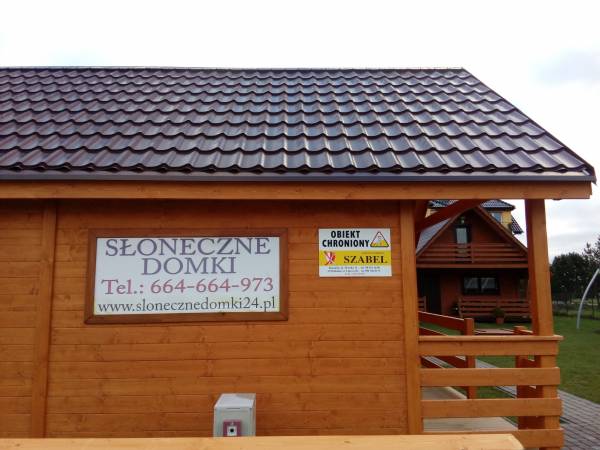 SŁONECZNE
DOMKI
Tel.: 664-664-973
www.slonecznedomki24.pl
OBIEKT
CHRONIONY
SZABEL